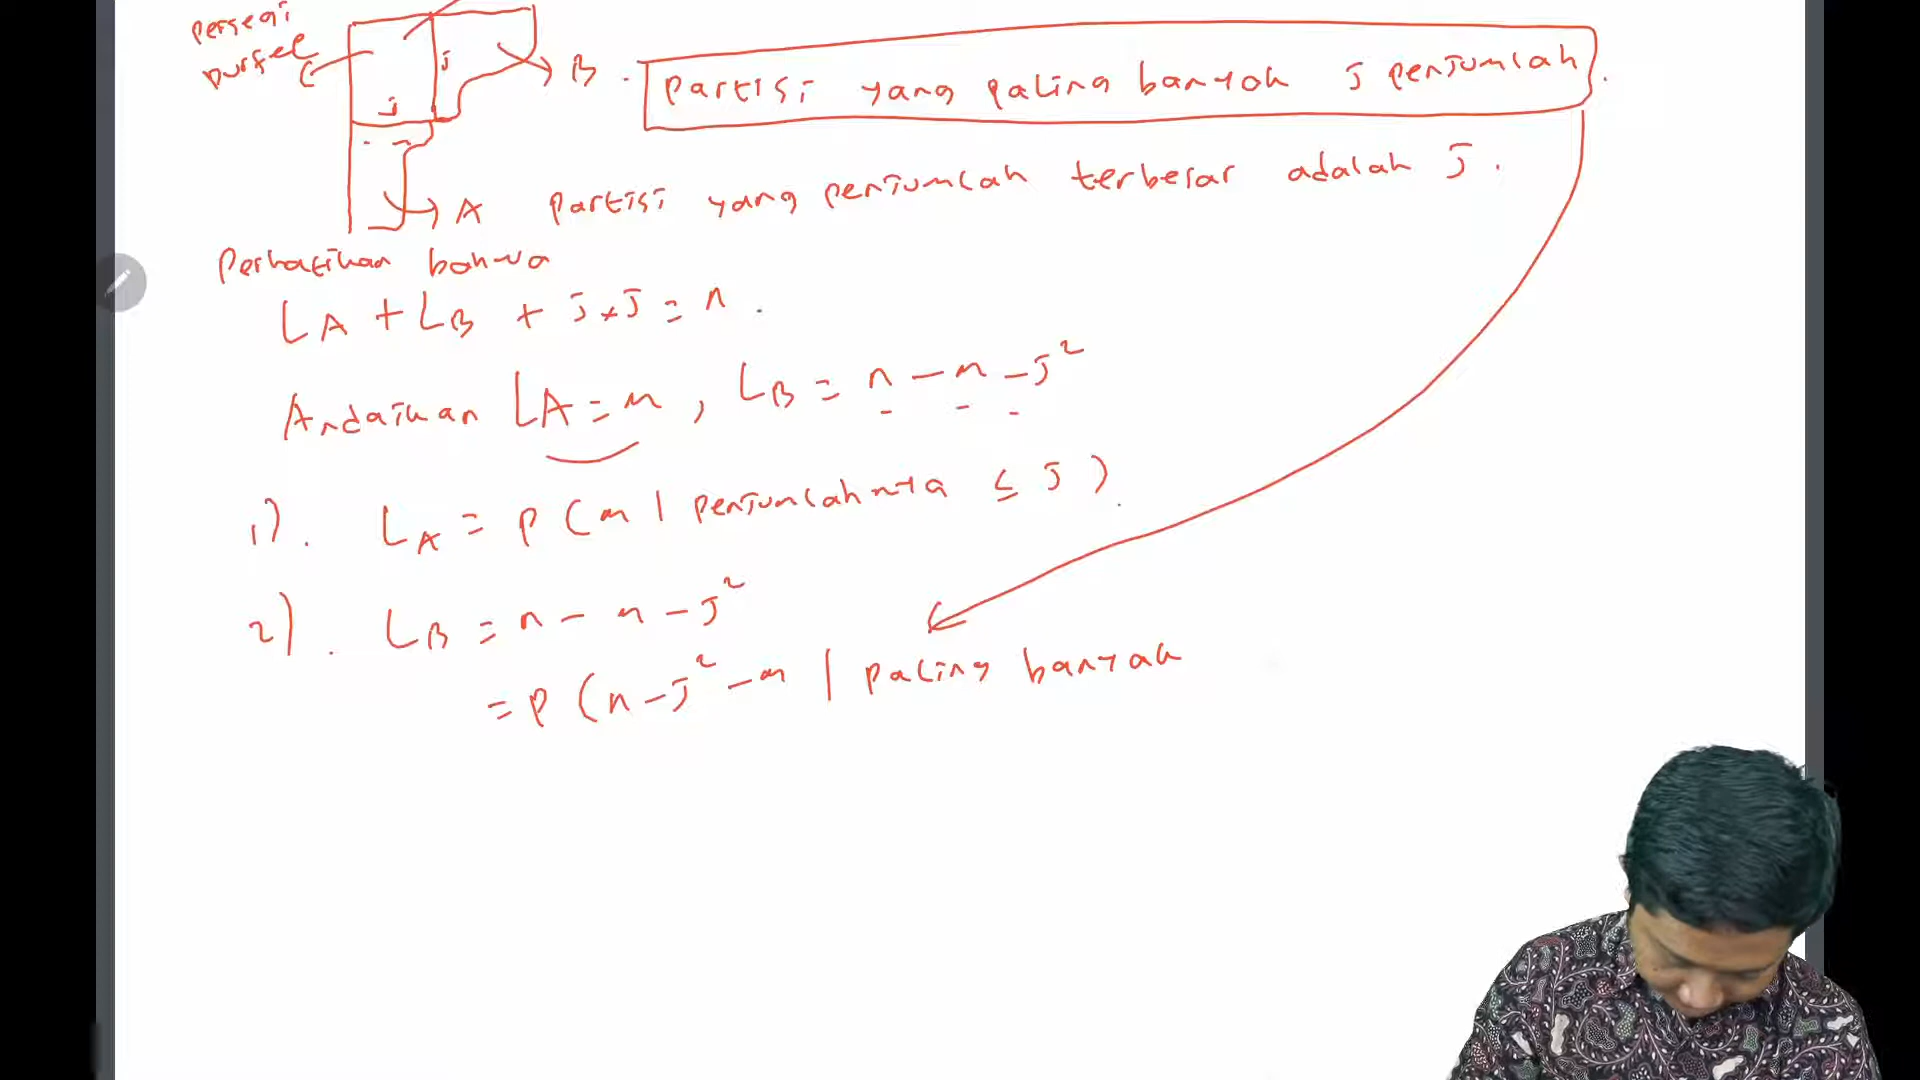 Persegi
Durfee
j
j
C
B
Partisi yang paling banyak j penjumlah.
A
Partisi yang penjumlah terbesar adalah j.
Perhatikan bahwa
LA + LB + j×j = n.
Andaikan LA = m, LB = n - m - j²
1). LA = P(m | penjumlahnya ≤ j).
2). LB = n - m - j²
= P(n - j² - m | paling banyak